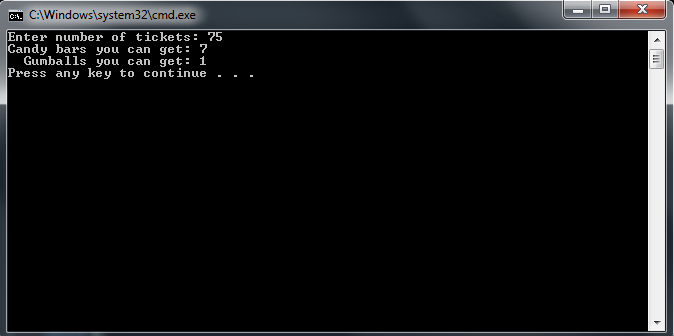 C:\Windows\system32\cmd.exe
Enter number of tickets: 75
Candy bars you can get: 7
  Gumballs you can get: 1
Press any key to continue . . .